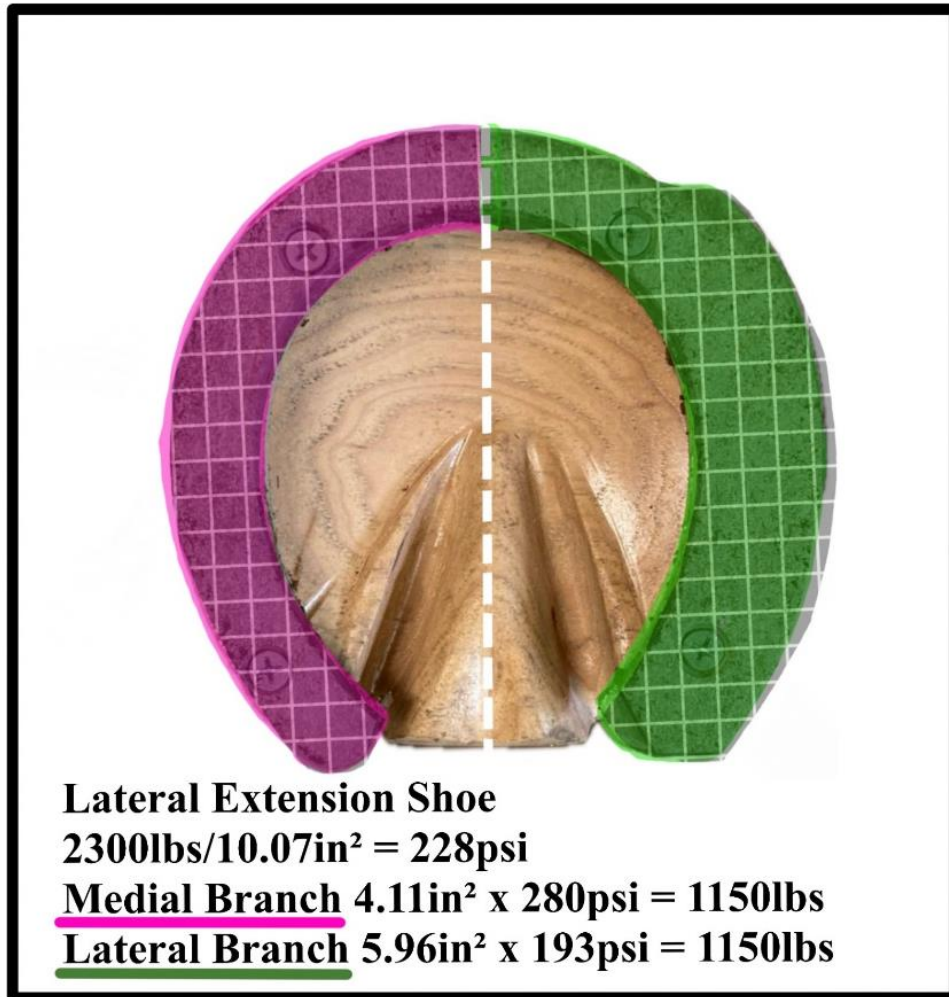 Lateral Extension Shoe
2300lbs/10.07in² = 228psi
Medial Branch 4.11in² x 280psi = 1150lbs
Lateral Branch 5.96in² x 193psi = 1150lbs